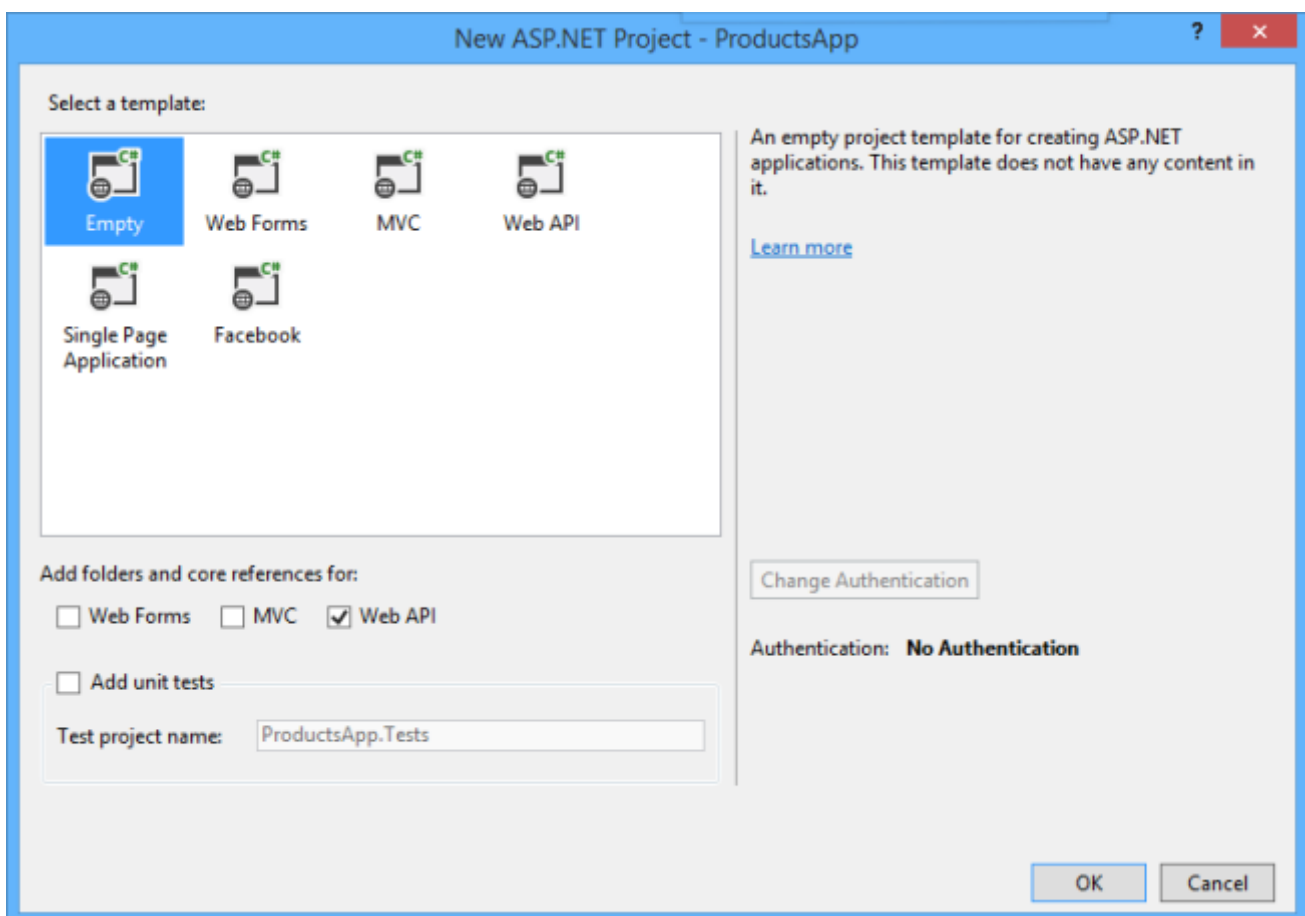 New ASP.NET Project - ProductsApp
?
Select a template:
C# C# C# C#
Empty Web Forms MVC Web API
C# C#
Single Page Facebook
Application
An empty project template for creating ASP.NET
applications. This template does not have any content in
it.
Learn more
Add folders and core references for:
Web Forms MVC Web API
Add unit tests
Test project name: ProductsApp.Tests
Change Authentication
Authentication: No Authentication
OK Cancel